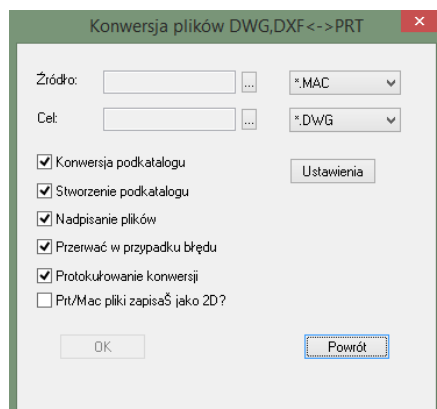 Konwersja plików DWG,DXF<->PRT
Źródło: ... *.MAC
Cel: ... *.DWG
Konwersja podkatalogu
Ustawienia
Stworzenie podkatalogu
Nadpisanie plików
Przerwać w przypadku błędu
Protokułowanie konwersji
Prt/Mac pliki zapisaŠ jako 2D?
OK Powrót